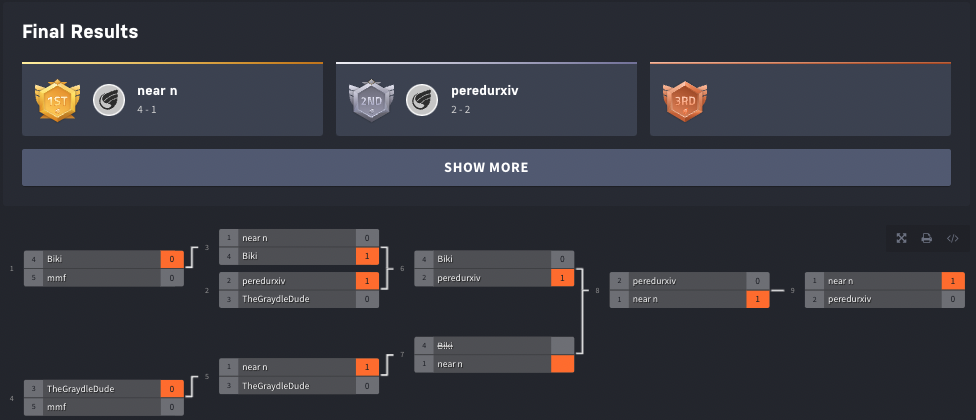 Final Results
1ST
near n
4 - 1
2ND
peredurxiv
2 - 2
3RD
SHOW MORE
1
4 Biki 0
5 mmf 0
3
1 near n 0
4 Biki 1
2
2 peredurxiv 1
3 TheGraydleDude 0
6
4 Biki 0
2 peredurxiv 1
8
2 peredurxiv 0
1 near n 1
9
1 near n 1
2 peredurxiv 0
7
4 Biki
1 near n
4
3 TheGraydleDude 0
5 mmf 0
5
1 near n 1
3 TheGraydleDude 0